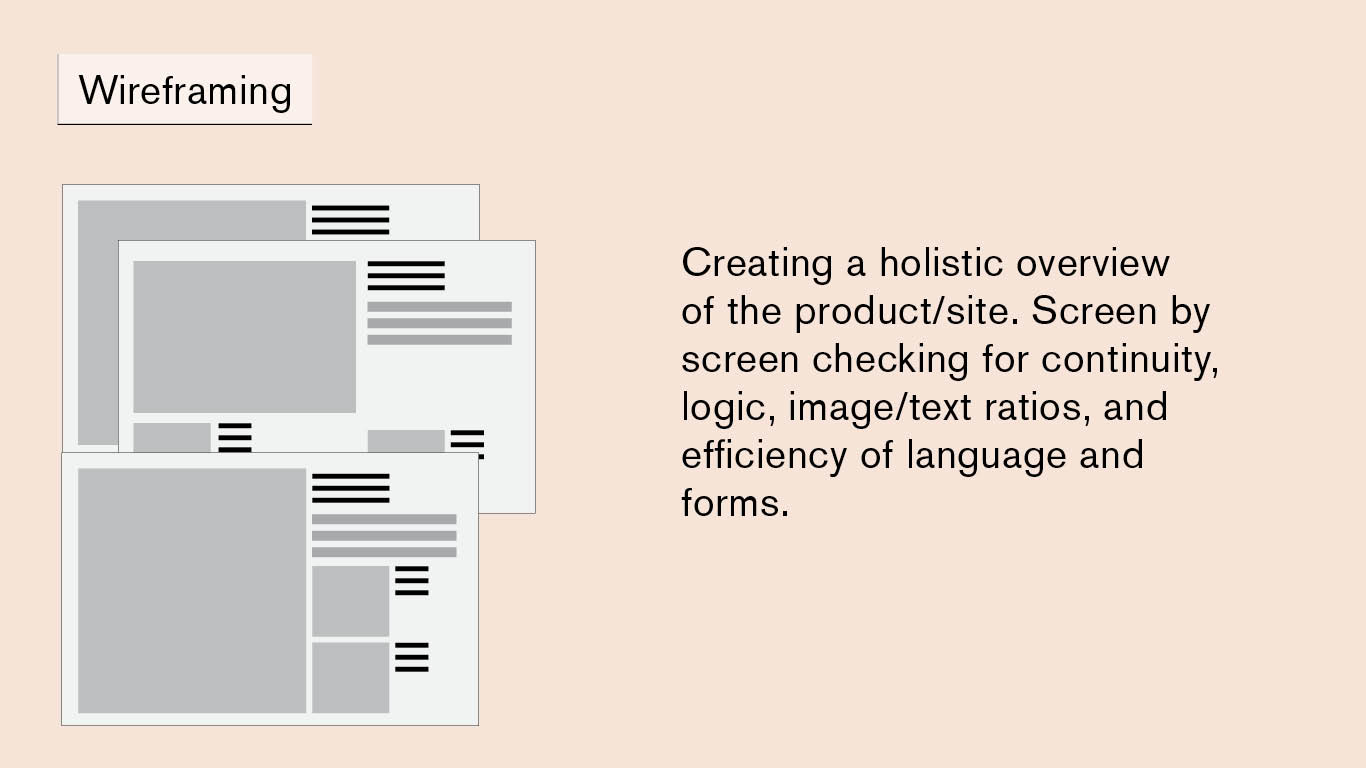 Wireframing
Creating a holistic overview
of the product/site. Screen by
screen checking for continuity,
logic, image/text ratios, and
efficiency of language and
forms.